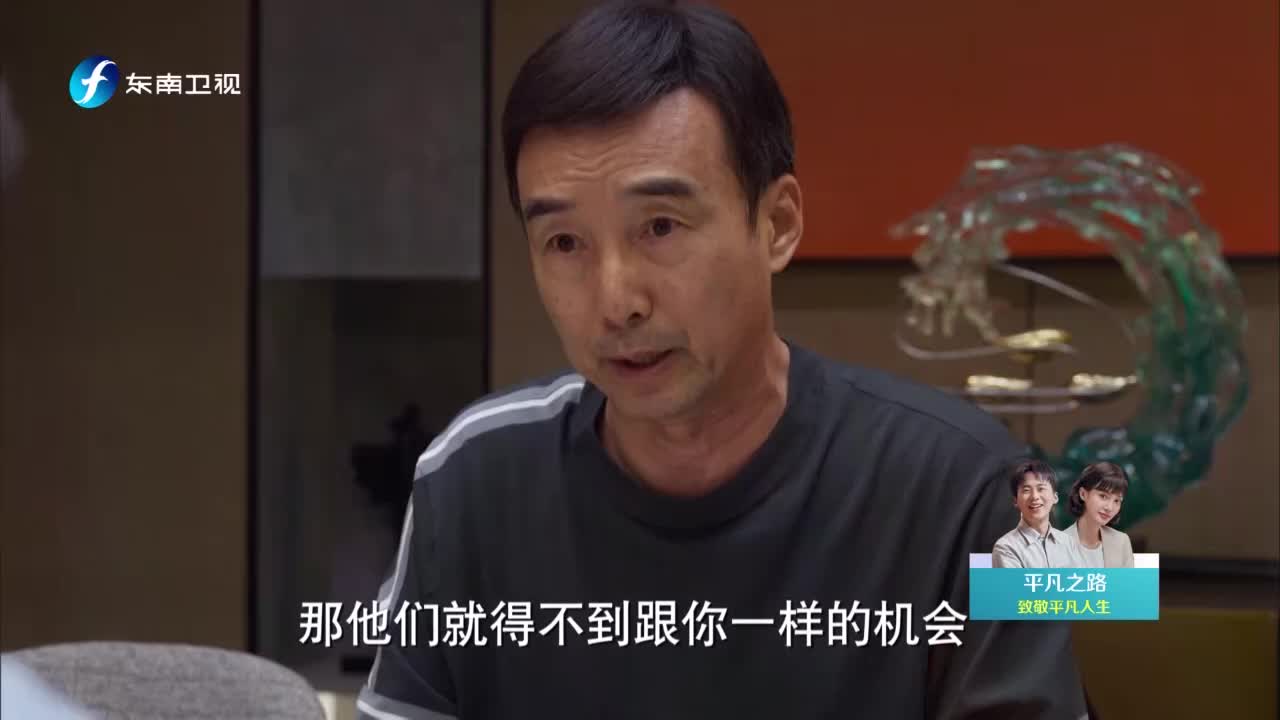 东南卫视
平凡之路
致敬平凡人生
那他们就得不到跟你一样的机会